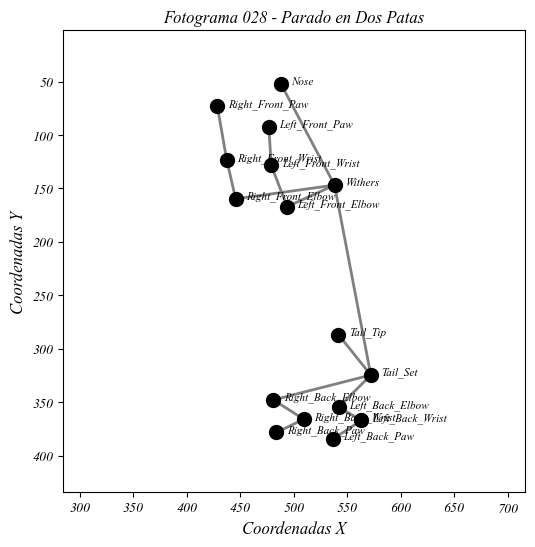 Fotograma 028 - Parado en Dos Patas
Nose
Right_Front_Paw
Left_Front_Paw
Right_Front_Wrist
Left_Front_Wrist
Withers
Right_Front_Elbow
Left_Front_Elbow
Tail_Tip
Tail_Set
Right_Back_Elbow
Left_Back_Elbow
Right_Back_Wrist
Left_Back_Wrist
Right_Back_Paw
Left_Back_Paw
50
100
150
200
250
300
350
400
Coordenadas Y
300 350 400 450 500 550 600 650 700
Coordenadas X